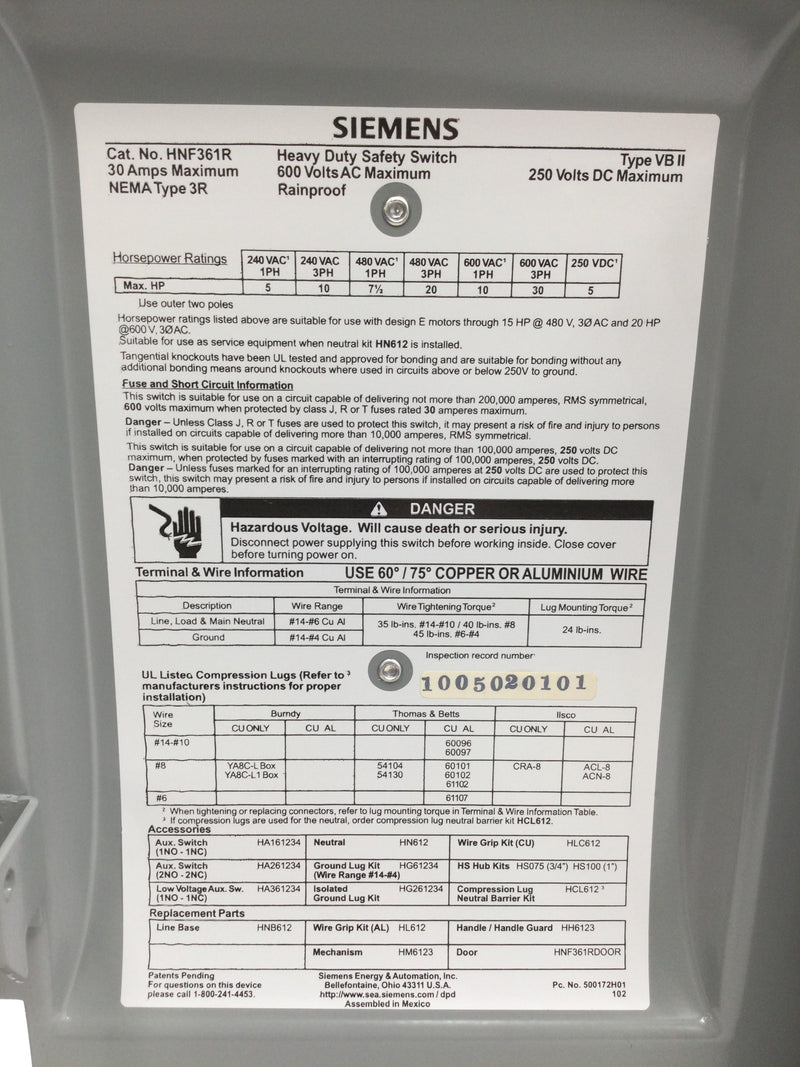 SIEMENS
Cat. No. HNF361R Heavy Duty Safety Switch Type VB II
30 Amps Maximum 600 Volts AC Maximum 250 Volts DC Maximum
NEMA Type 3R Rainproof
Horsepower Ratings 240 VAC¹ 1PH 240 VAC 3PH 480 VAC¹ 1PH 480 VAC 3PH 600 VAC¹ 1PH 600 VAC 3PH 250 VDC¹
Max. HP 5 10 7½ 20 10 30 5
Use outer two poles
Horsepower ratings listed above are suitable for use with design E motors through 15 HP @ 480 V, 3Ø AC and 20 HP
@600 V, 3Ø AC.
Suitable for use as service equipment when neutral kit HN612 is installed.
Tangential knockouts have been UL tested and approved for bonding and are suitable for bonding without any
additional bonding means around knockouts where used in circuits above or below 250V to ground.
Fuse and Short Circuit Information
This switch is suitable for use on a circuit capable of delivering not more than 200,000 amperes, RMS symmetrical,
600 volts maximum when protected by class J, R or T fuses rated 30 amperes maximum.
Danger – Unless Class J, R or T fuses are used to protect this switch, it may present a risk of fire and injury to persons
if installed on circuits capable of delivering more than 10,000 amperes, RMS symmetrical.
This switch is suitable for use on a circuit capable of delivering not more than 100,000 amperes, 250 volts DC
maximum, when protected by fuses marked with an interrupting rating of 100,000 amperes, 250 volts DC.
Danger – Unless fuses marked for an interrupting rating of 100,000 amperes at 250 volts DC are used to protect this
switch, this switch may present a risk of fire and injury to persons if installed on circuits capable of delivering more
than 10,000 amperes.
DANGER
Hazardous Voltage. Will cause death or serious injury.
Disconnect power supplying this switch before working inside. Close cover
before turning power on.
Terminal & Wire Information USE 60° / 75° COPPER OR ALUMINIUM WIRE
Terminal & Wire Information
Description Wire Range Wire Tightening Torque² Lug Mounting Torque²
Line, Load & Main Neutral #14-#6 Cu Al 35 lb-ins. #14-#10 / 40 lb-ins. #8
45 lb-ins. #6-#4 24 lb-ins.
Ground #14-#4 Cu Al
Inspection record number
1005020101
UL Listed Compression Lugs (Refer to ³
manufacturers instructions for proper
installation)
Wire Size Burndy Thomas & Betts Ilsco
CU ONLY CU AL CU ONLY CU AL CU ONLY CU AL
#14-#10 60096
60097
#8 YA8C-L Box 54104 60101 CRA-8 ACL-8
YA8C-L1 Box 54130 60102 ACN-8
61102
#6 61107
² When tightening or replacing connectors, refer to lug mounting torque in Terminal & Wire Information Table.
³ If compression lugs are used for the neutral, order compression lug neutral barrier kit HCL612.
Accessories
Aux. Switch HA161234 Neutral HN612 Wire Grip Kit (CU) HLC612
(1NO - 1NC)
Aux. Switch HA261234 Ground Lug Kit HG61234 HS Hub Kits HS075 (3/4") HS100 (1")
(2NO - 2NC) (Wire Range #14-#4)
Low Voltage Aux. Sw. HA361234 Isolated HG261234 Compression Lug HCL612 ³
(1NO - 1NC) Ground Lug Kit Neutral Barrier Kit
Replacement Parts
Line Base HNB612 Wire Grip Kit (AL) HL612 Handle / Handle Guard HH6123
Mechanism HM6123 Door HNF361RDOOR
Patents Pending Siemens Energy & Automation, Inc.
For questions on this device Bellefontaine, Ohio 43311 U.S.A. Pc. No. 500172H01
please call 1-800-241-4453. http://www.sea.siemens.com / dpd 102
Assembled in Mexico